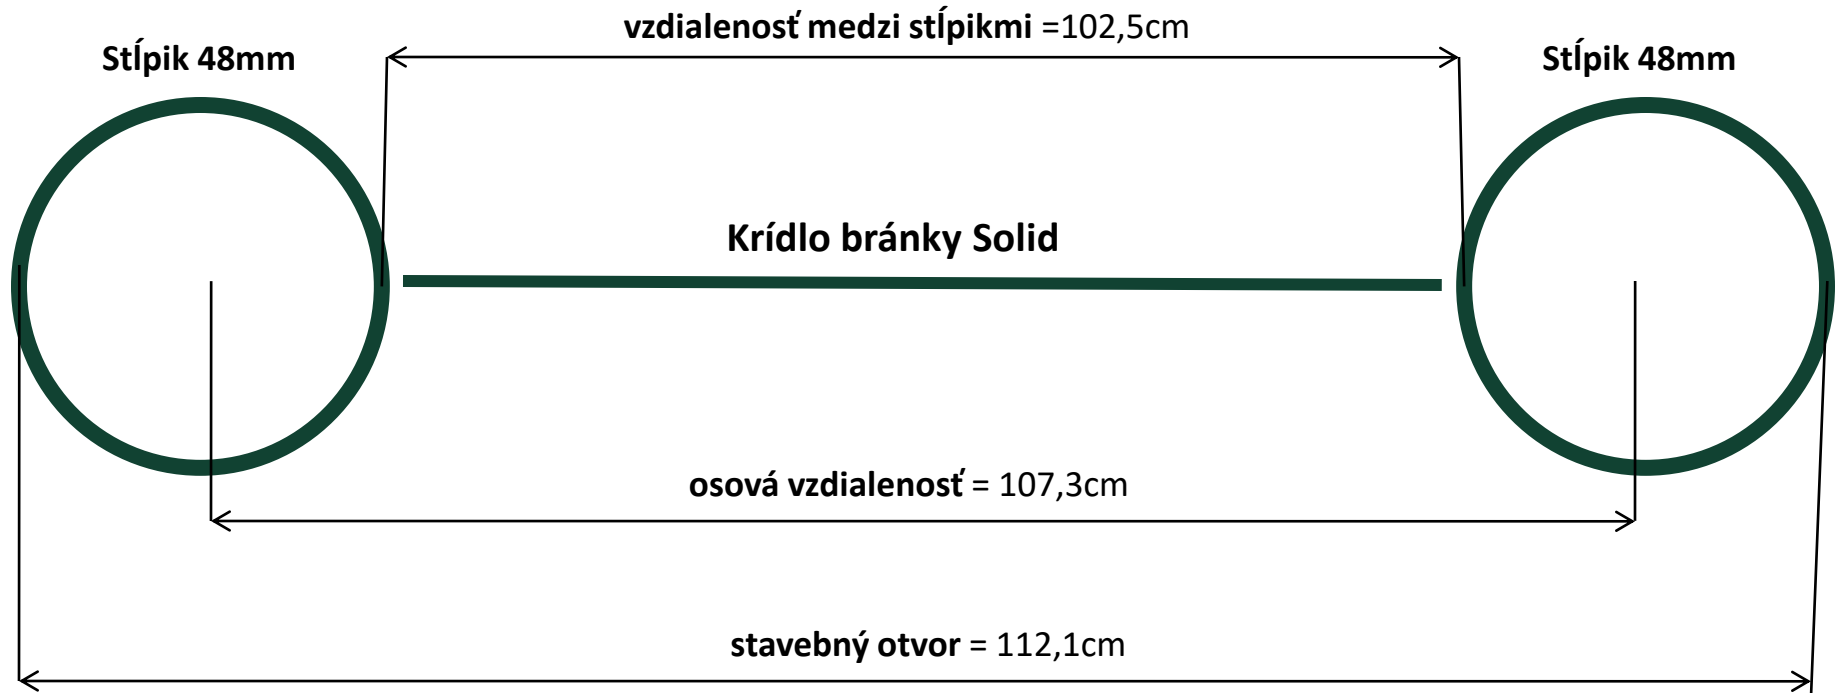 vzdialenosť medzi stĺpikmi =102,5cm
Stĺpik 48mm
Stĺpik 48mm
Krídlo bránky Solid
osová vzdialenosť = 107,3cm
stavebný otvor = 112,1cm